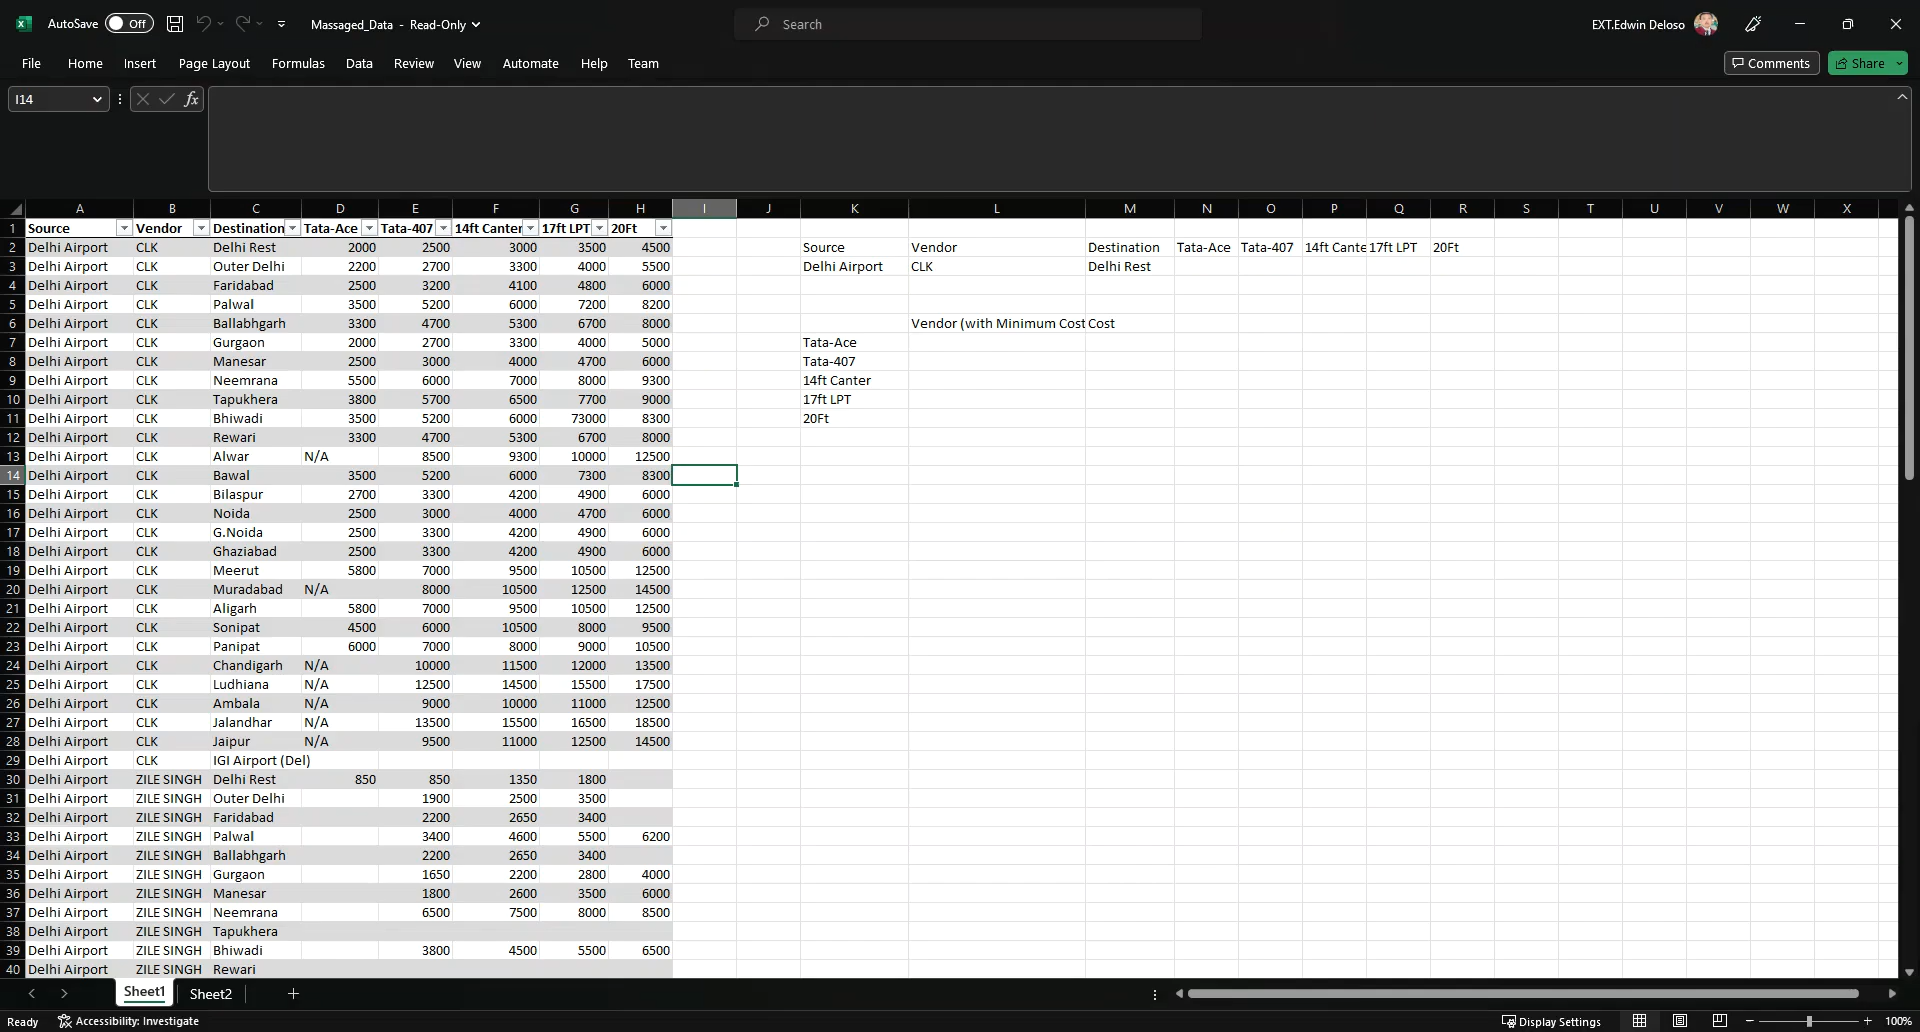 AutoSave Off Massaged_Data - Read-Only Search EXT.Edwin Deloso
File Home Insert Page Layout Formulas Data Review View Automate Help Team Comments Share
I14 fx
A B C D E F G H I J K L M N O P Q R S T U V W X
1 Source Vendor Destination Tata-Ace Tata-407 14ft Canter 17ft LPT 20Ft
2 Delhi Airport CLK Delhi Rest 2000 2500 3000 3500 4500 Source Vendor Destination Tata-Ace Tata-407 14ft Cante 17ft LPT 20Ft
3 Delhi Airport CLK Outer Delhi 2200 2700 3300 4000 5500 Delhi Airport CLK Delhi Rest
4 Delhi Airport CLK Faridabad 2500 3200 4100 4800 6000
5 Delhi Airport CLK Palwal 3500 5200 6000 7200 8200
6 Delhi Airport CLK Ballabhgarh 3300 4700 5300 6700 8000 Vendor (with Minimum Cost Cost
7 Delhi Airport CLK Gurgaon 2000 2700 3300 4000 5000 Tata-Ace
8 Delhi Airport CLK Manesar 2500 3000 4000 4700 6000 Tata-407
9 Delhi Airport CLK Neemrana 5500 6000 7000 8000 9300 14ft Canter
10 Delhi Airport CLK Tapukhera 3800 5700 6500 7700 9000 17ft LPT
11 Delhi Airport CLK Bhiwadi 3500 5200 6000 73000 8300 20Ft
12 Delhi Airport CLK Rewari 3300 4700 5300 6700 8000
13 Delhi Airport CLK Alwar N/A 8500 9300 10000 12500
14 Delhi Airport CLK Bawal 3500 5200 6000 7300 8300
15 Delhi Airport CLK Bilaspur 2700 3300 4200 4900 6000
16 Delhi Airport CLK Noida 2500 3000 4000 4700 6000
17 Delhi Airport CLK G.Noida 2500 3300 4200 4900 6000
18 Delhi Airport CLK Ghaziabad 2500 3300 4200 4900 6000
19 Delhi Airport CLK Meerut 5800 7000 9500 10500 12500
20 Delhi Airport CLK Muradabad N/A 8000 10500 12500 14500
21 Delhi Airport CLK Aligarh 5800 7000 9500 10500 12500
22 Delhi Airport CLK Sonipat 4500 6000 10500 8000 9500
23 Delhi Airport CLK Panipat 6000 7000 8000 9000 10500
24 Delhi Airport CLK Chandigarh N/A 10000 11500 12000 13500
25 Delhi Airport CLK Ludhiana N/A 12500 14500 15500 17500
26 Delhi Airport CLK Ambala N/A 9000 10000 11000 12500
27 Delhi Airport CLK Jalandhar N/A 13500 15500 16500 18500
28 Delhi Airport CLK Jaipur N/A 9500 11000 12500 14500
29 Delhi Airport CLK IGI Airport (Del)
30 Delhi Airport ZILE SINGH Delhi Rest 850 850 1350 1800
31 Delhi Airport ZILE SINGH Outer Delhi 1900 2500 3500
32 Delhi Airport ZILE SINGH Faridabad 2200 2650 3400
33 Delhi Airport ZILE SINGH Palwal 3400 4600 5500 6200
34 Delhi Airport ZILE SINGH Ballabhgarh 2200 2650 3400
35 Delhi Airport ZILE SINGH Gurgaon 1650 2200 2800 4000
36 Delhi Airport ZILE SINGH Manesar 1800 2600 3500 6000
37 Delhi Airport ZILE SINGH Neemrana 6500 7500 8000 8500
38 Delhi Airport ZILE SINGH Tapukhera
39 Delhi Airport ZILE SINGH Bhiwadi 3800 4500 5500 6500
40 Delhi Airport ZILE SINGH Rewari
Sheet1 Sheet2
Ready Accessibility: Investigate Display Settings 100%